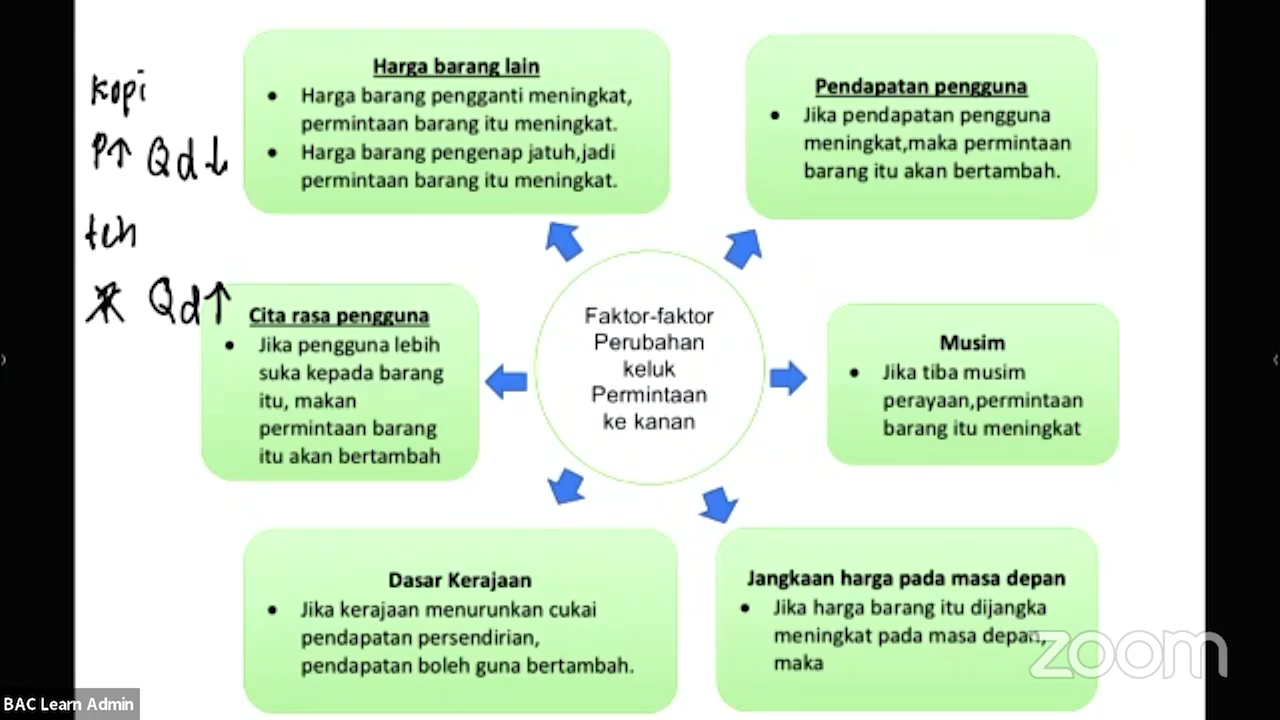 kopi
P↑ Qd↓
teh
Qd↑
Harga barang lain
• Harga barang pengganti meningkat,
permintaan barang itu meningkat.
• Harga barang pengenap jatuh,jadi
permintaan barang itu meningkat.
Pendapatan pengguna
• Jika pendapatan pengguna
meningkat,maka permintaan
barang itu akan bertambah.
Cita rasa pengguna
• Jika pengguna lebih
suka kepada barang
itu, makan
permintaan barang
itu akan bertambah
Faktor-faktor
Perubahan
keluk
Permintaan
ke kanan
Musim
• Jika tiba musim
perayaan,permintaan
barang itu meningkat
Dasar Kerajaan
• Jika kerajaan menurunkan cukai
pendapatan persendirian,
pendapatan boleh guna bertambah.
Jangkaan harga pada masa depan
• Jika harga barang itu dijangka
meningkat pada masa depan,
maka
zoom
BAC Learn Admin